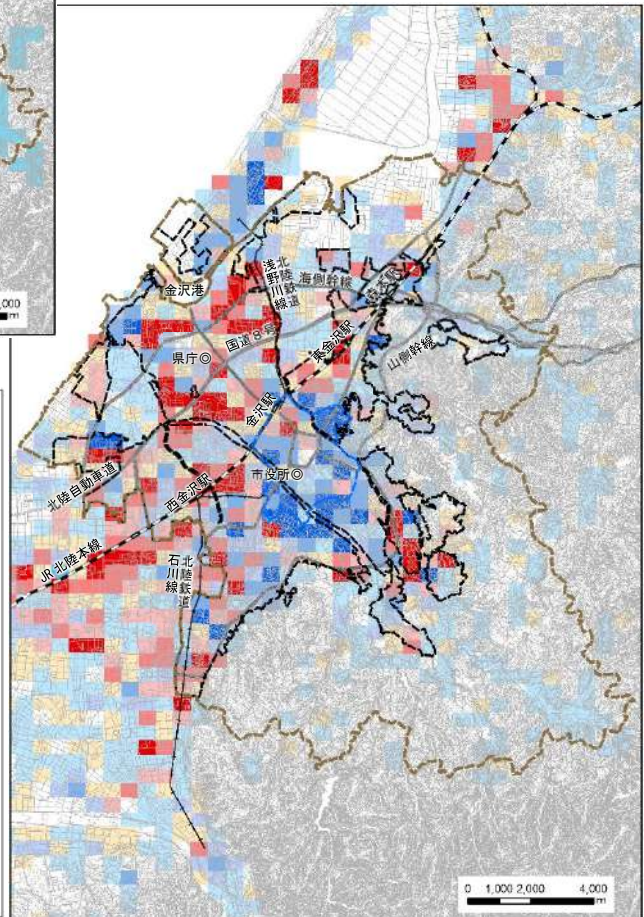 ,000
m
金沢港
北陸鉄道
浅野川線
海側幹線
国道8号
県庁◎
東金沢駅
森本駅
山側幹線
金沢駅
市役所◎
北陸自動車道
西金沢駅
JR北陸本線
北陸鉄道
石川線
0 1,000 2,000 4,000
m